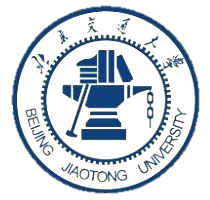 北京交通大学
BEIJING JIAOTONG UNIVERSITY